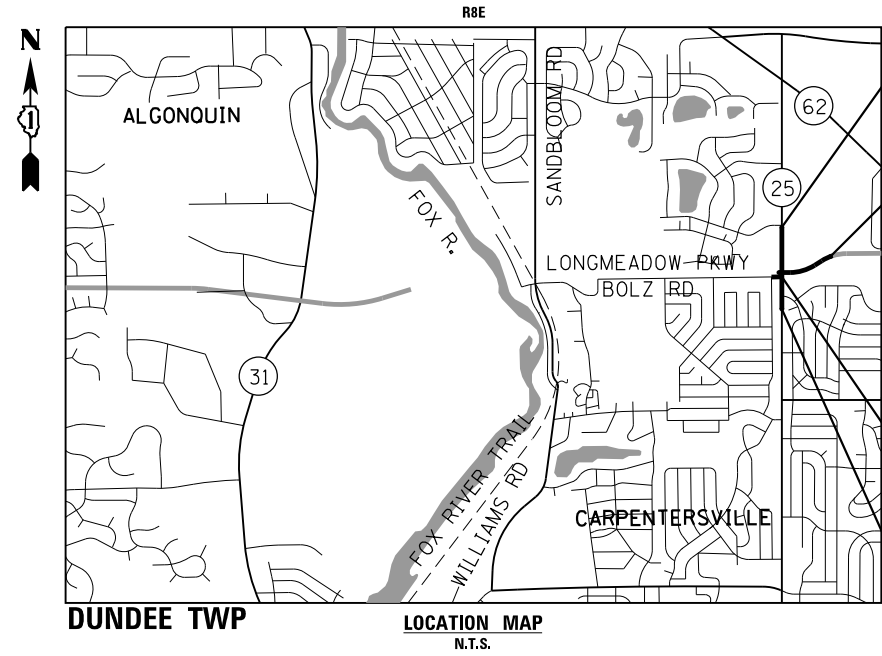 R8E
N
1
ALGONQUIN
SANDBLOOM RD
62
25
FOX R.
LONGMEADOW PKWY
BOLZ RD
31
FOX RIVER TRAIL
WILLIAMS RD
CARPENTERSVILLE
DUNDEE TWP
LOCATION MAP
N.T.S.